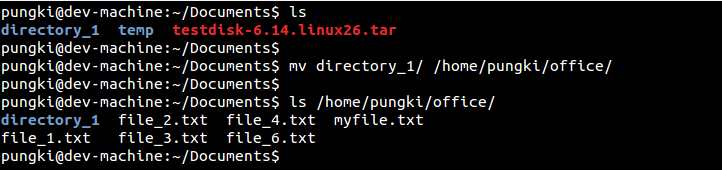 pungki@dev-machine:~/Documents$ ls
directory_1  temp  testdisk-6.14.linux26.tar
pungki@dev-machine:~/Documents$
pungki@dev-machine:~/Documents$ mv directory_1/ /home/pungki/office/
pungki@dev-machine:~/Documents$
pungki@dev-machine:~/Documents$ ls /home/pungki/office/
directory_1  file_2.txt  file_4.txt  myfile.txt
file_1.txt   file_3.txt  file_6.txt
pungki@dev-machine:~/Documents$